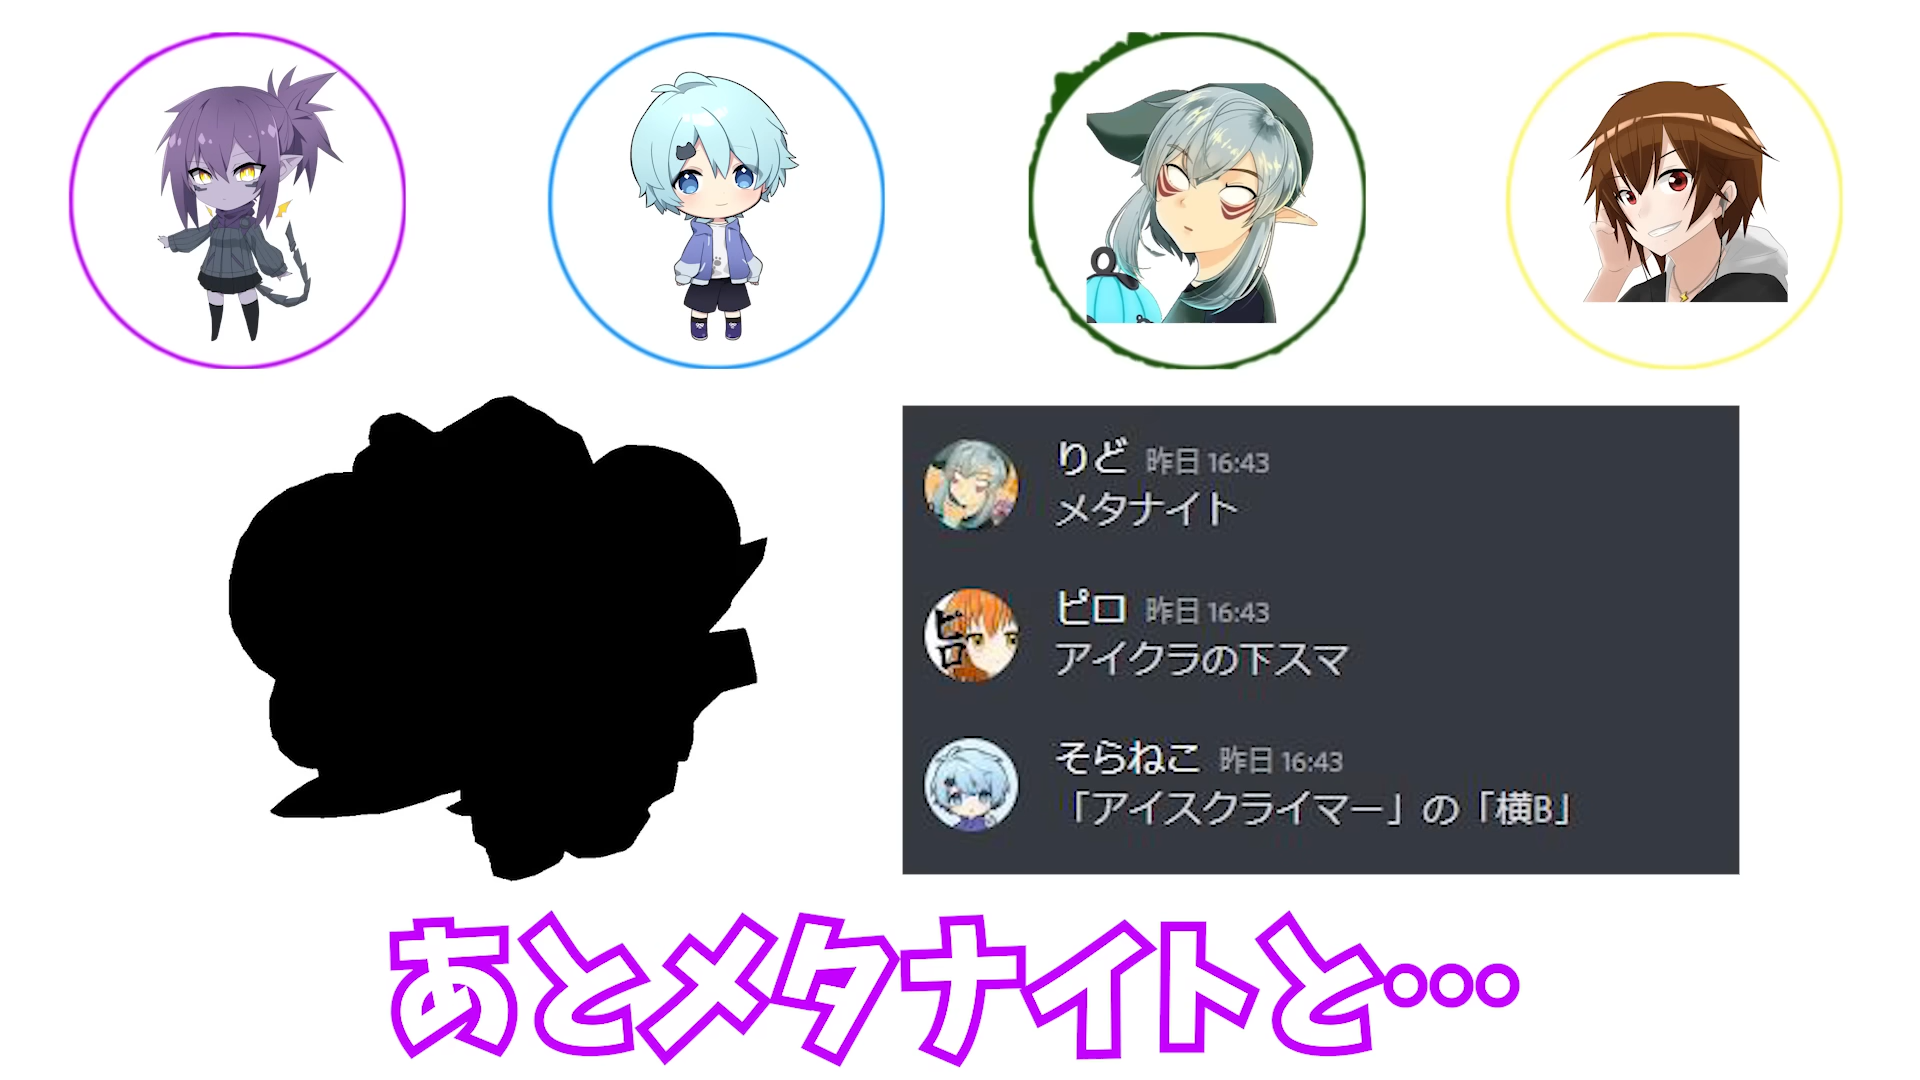 りど 昨日 16:43
メタナイト
ピロ
ピロ 昨日 16:43
アイクラの下スマ
そらねこ 昨日 16:43
「アイスクライマー」の「横B」
あとメタナイトと…